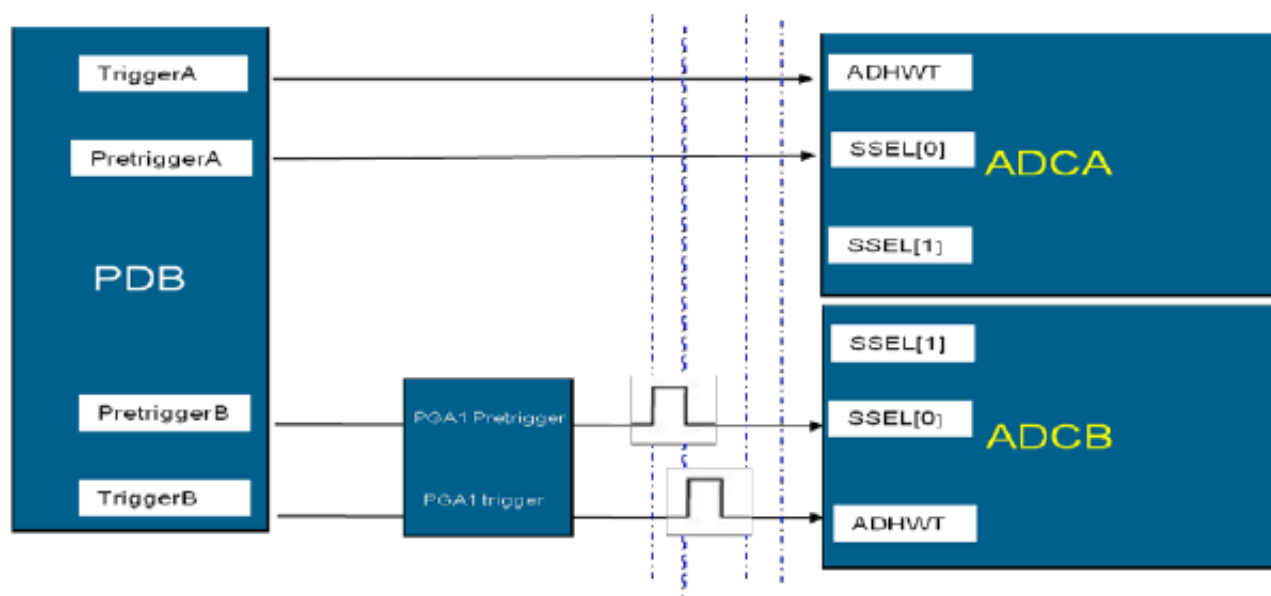 TriggerA
PretriggerA
PDB
PretriggerB
TriggerB
PGA1 Pretrigger
PGA1 trigger
ADHWT
SSEL[0]
ADCA
SSEL[1]
SSEL[1]
SSEL[0]
ADCB
ADHWT